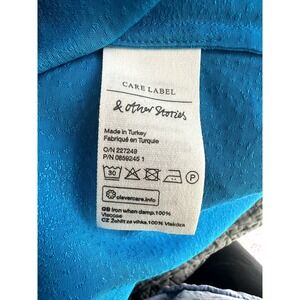 CARE LABEL
& other Stories
Made in Turkey
Fabriqué en Turquie
O/N 227249
P/N 0859245 1
30
P
clevercare.info
GB Iron when damp.100%
Viscose
CZ Žehlit za vlhka.100% Viskóza